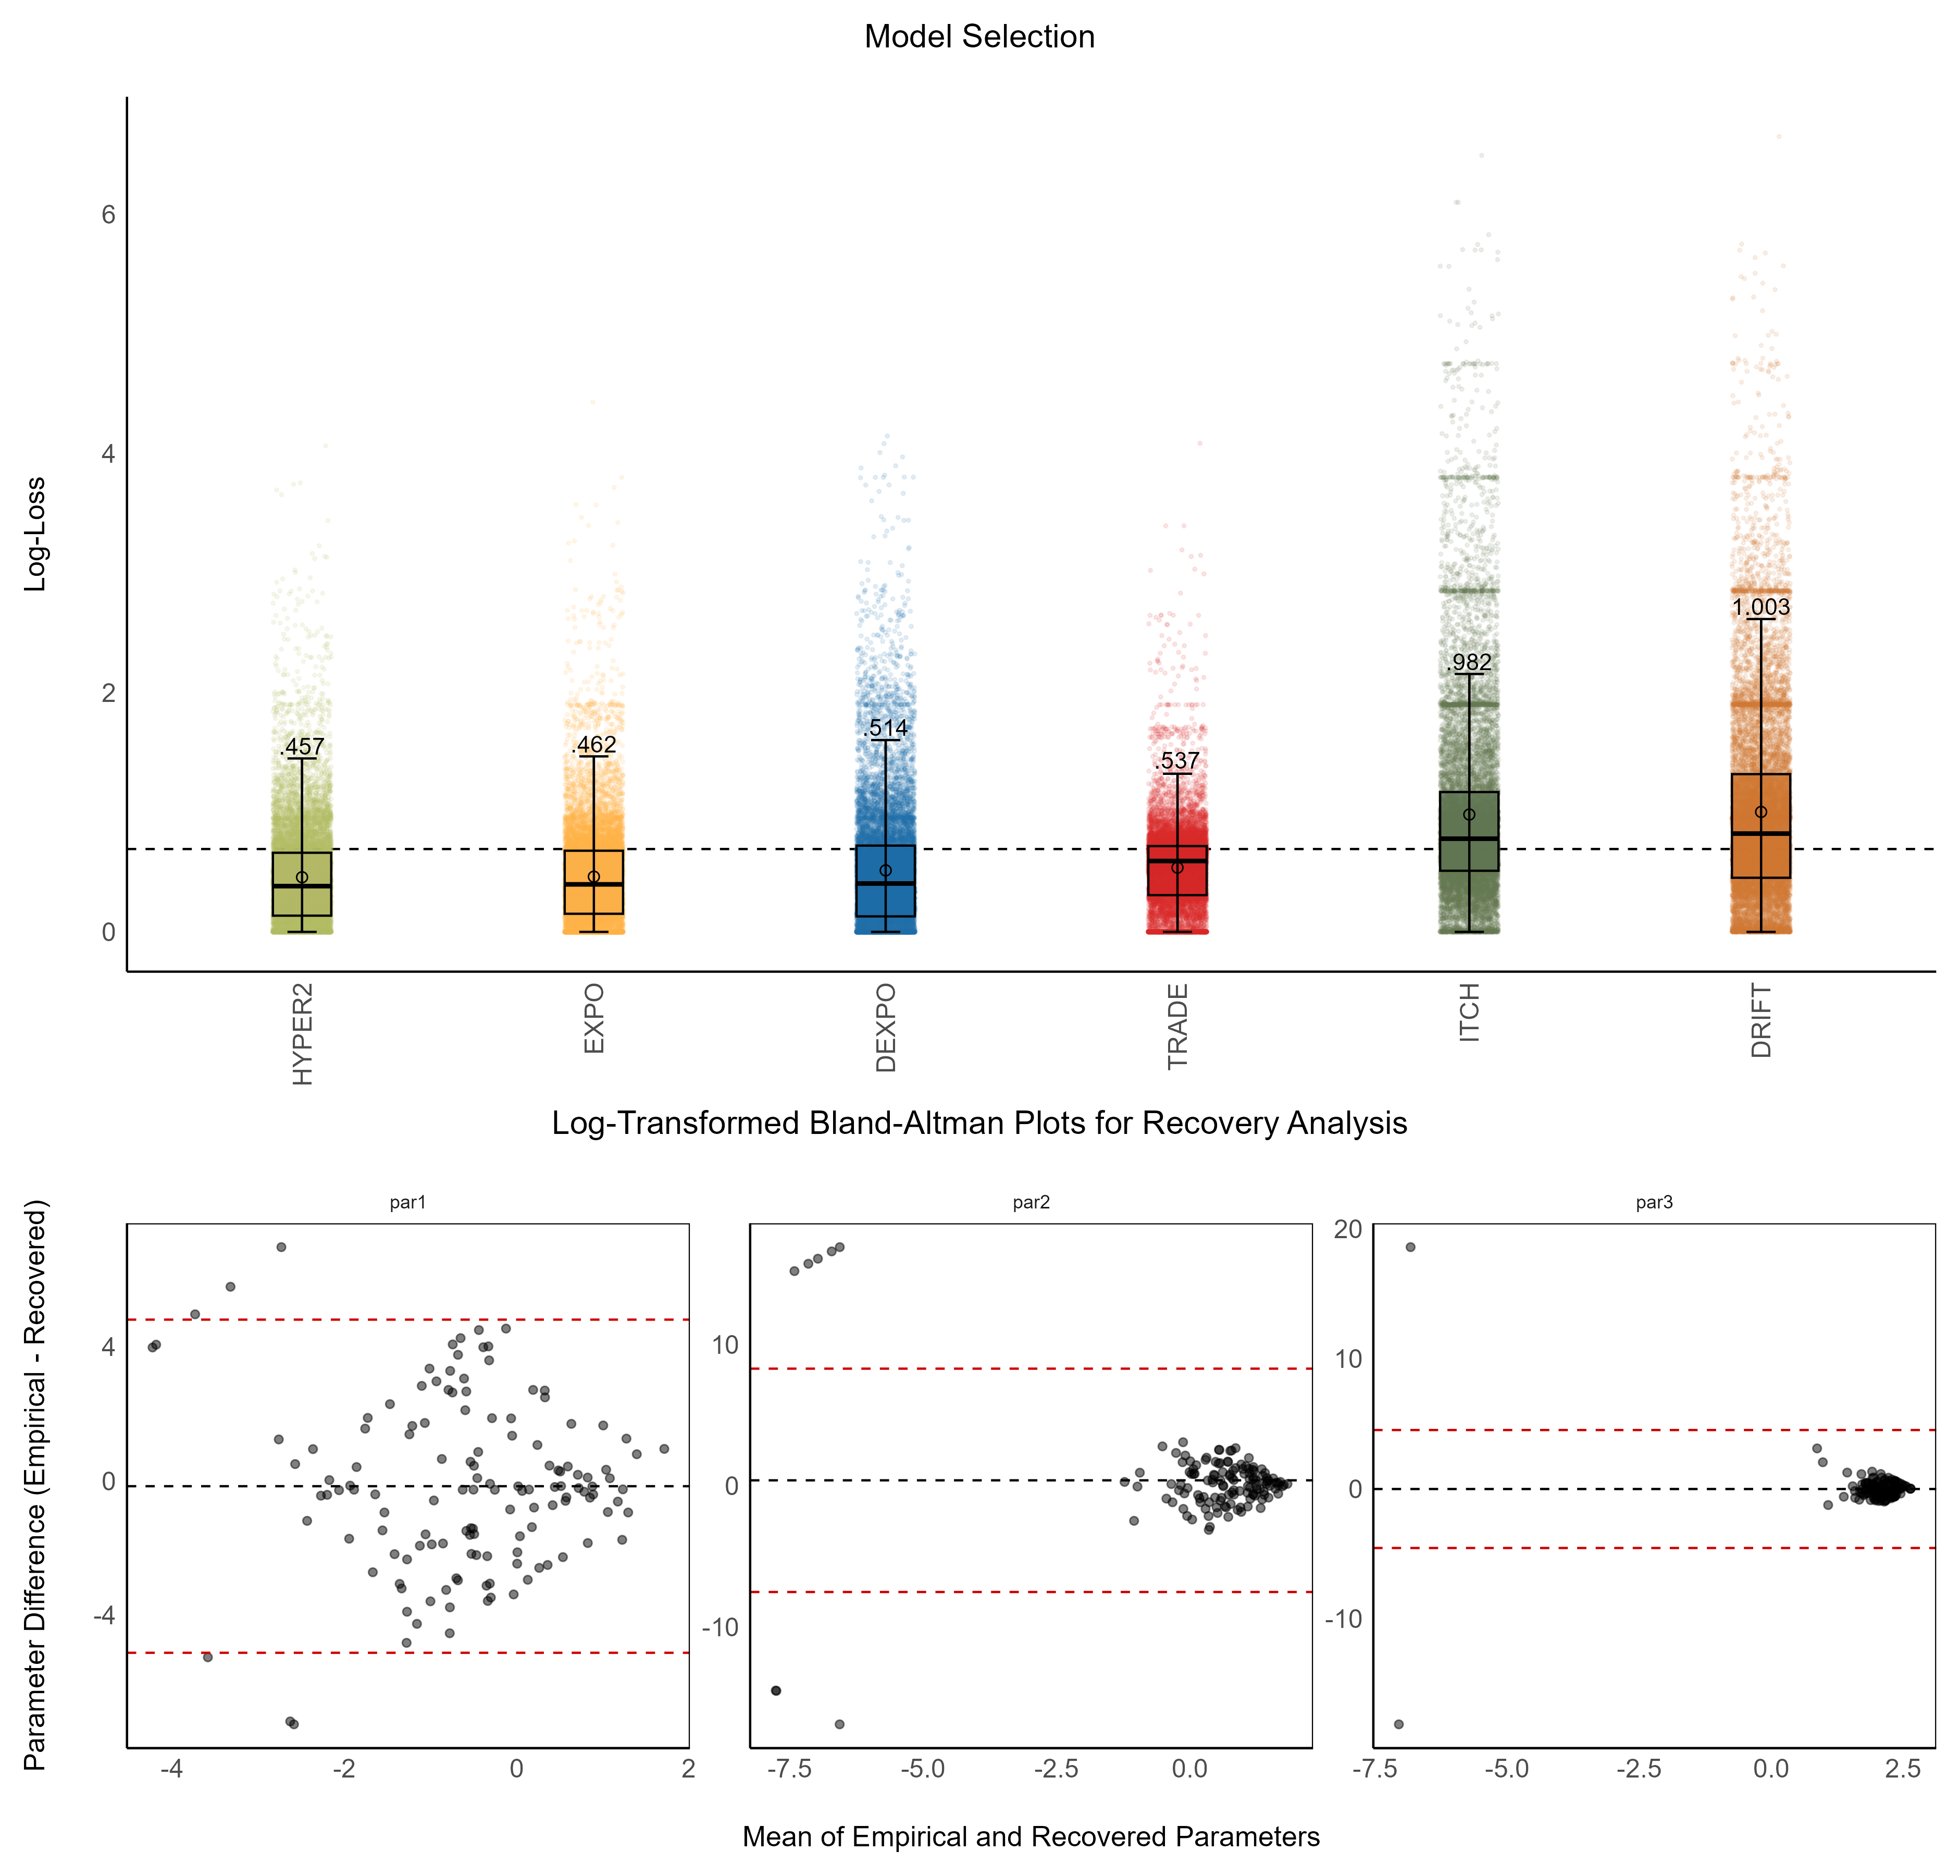 Model Selection
Log-Loss
6
4
2
0
.457
.462
.514
.537
.982
1.003
HYPER2
EXPO
DEXPO
TRADE
ITCH
DRIFT
Log-Transformed Bland-Altman Plots for Recovery Analysis
Parameter Difference (Empirical - Recovered)
par1
par2
par3
4
0
-4
10
0
-10
20
10
0
-10
-4 -2 0 2
-7.5 -5.0 -2.5 0.0
-7.5 -5.0 -2.5 0.0 2.5
Mean of Empirical and Recovered Parameters